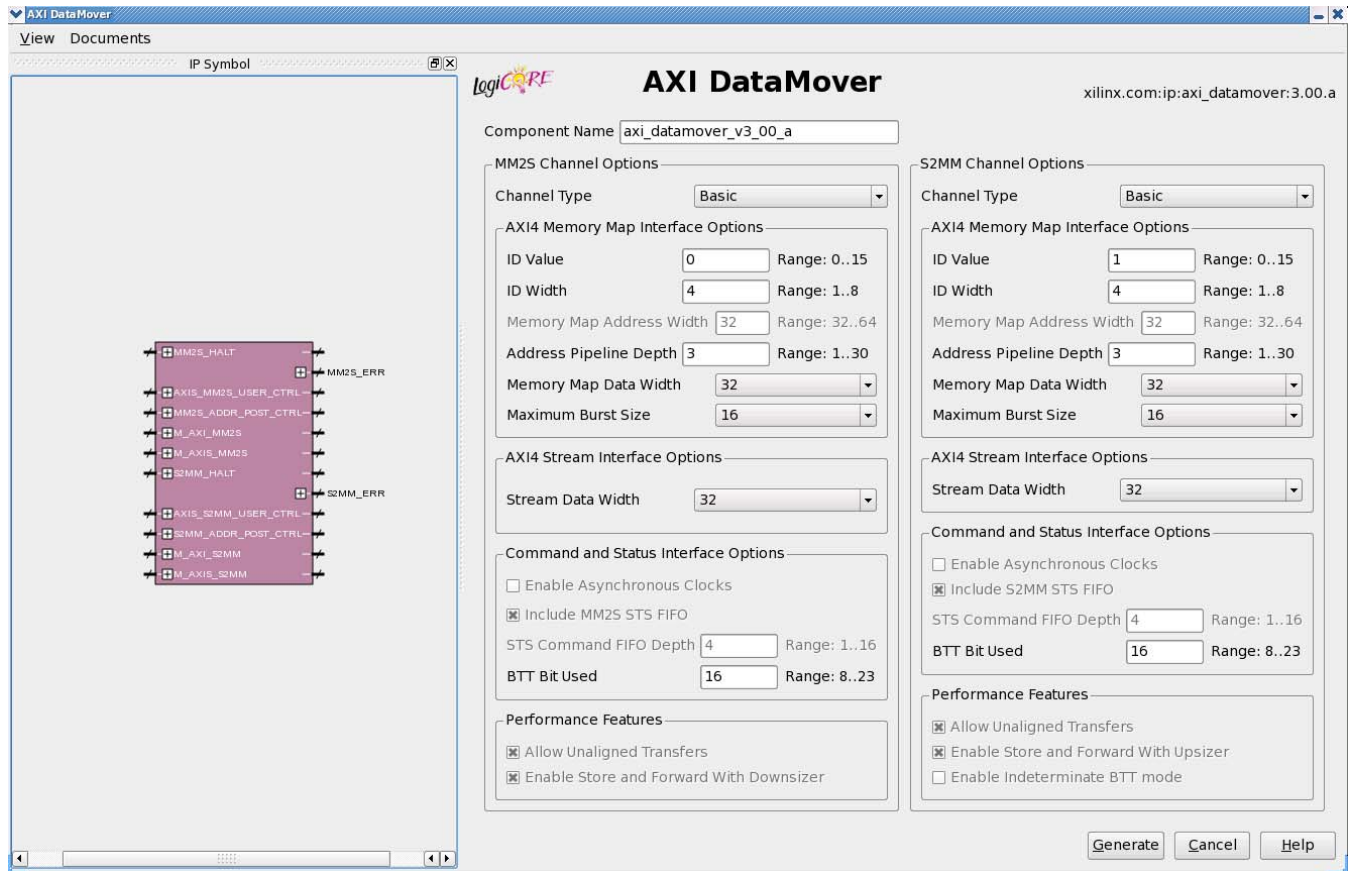 AXI DataMover
View Documents
IP Symbol
MM2S_HALT
MM2S_ERR
AXIS_MM2S_USER_CTRL
MM2S_ADDR_POST_CTRL
M_AXI_MM2S
M_AXIS_MM2S
S2MM_HALT
S2MM_ERR
AXIS_S2MM_USER_CTRL
S2MM_ADDR_POST_CTRL
M_AXI_S2MM
M_AXIS_S2MM
LogiCORE
AXI DataMover
xilinx.com:ip:axi_datamover:3.00.a
Component Name axi_datamover_v3_00_a
MM2S Channel Options
Channel Type Basic
AXI4 Memory Map Interface Options
ID Value 0 Range: 0..15
ID Width 4 Range: 1..8
Memory Map Address Width 32 Range: 32..64
Address Pipeline Depth 3 Range: 1..30
Memory Map Data Width 32
Maximum Burst Size 16
AXI4 Stream Interface Options
Stream Data Width 32
Command and Status Interface Options
Enable Asynchronous Clocks
Include MM2S STS FIFO
STS Command FIFO Depth 4 Range: 1..16
BTT Bit Used 16 Range: 8..23
Performance Features
Allow Unaligned Transfers
Enable Store and Forward With Downsizer
S2MM Channel Options
Channel Type Basic
AXI4 Memory Map Interface Options
ID Value 1 Range: 0..15
ID Width 4 Range: 1..8
Memory Map Address Width 32 Range: 32..64
Address Pipeline Depth 3 Range: 1..30
Memory Map Data Width 32
Maximum Burst Size 16
AXI4 Stream Interface Options
Stream Data Width 32
Command and Status Interface Options
Enable Asynchronous Clocks
Include S2MM STS FIFO
STS Command FIFO Depth 4 Range: 1..16
BTT Bit Used 16 Range: 8..23
Performance Features
Allow Unaligned Transfers
Enable Store and Forward With Upsizer
Enable Indeterminate BTT mode
Generate Cancel Help